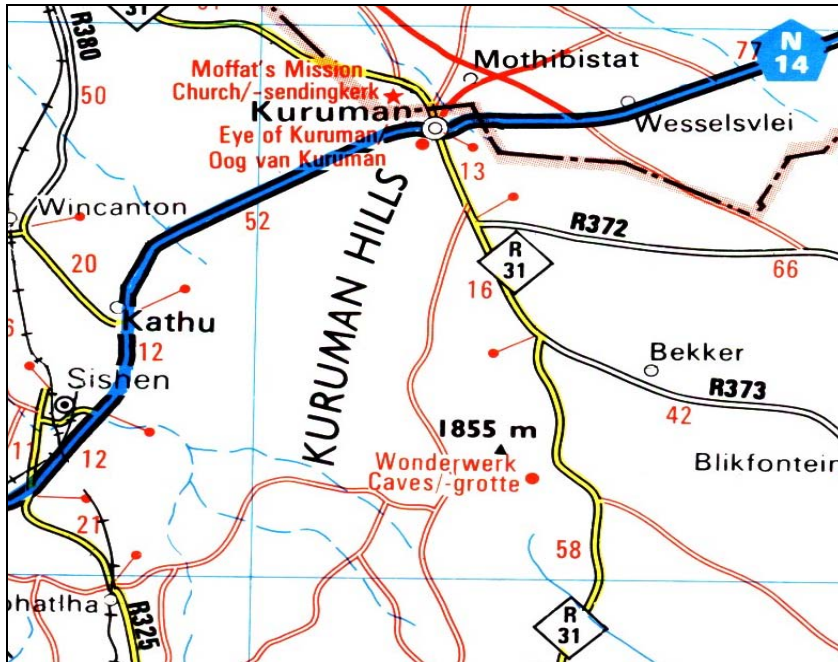 31
R380
50
N
14
77
Mothibistat
Moffat's Mission
Church/-sendingkerk
Kuruman
Wesselsvlei
Eye of Kuruman/
Oog van Kuruman
13
Wincanton
52
R372
20
R
31
66
16
KURUMAN HILLS
Kathu
12
Bekker
Sishen
R373
42
1855 m
11
12
Wonderwerk
Caves/-grotte
Blikfontein
21
58
R325
R
31